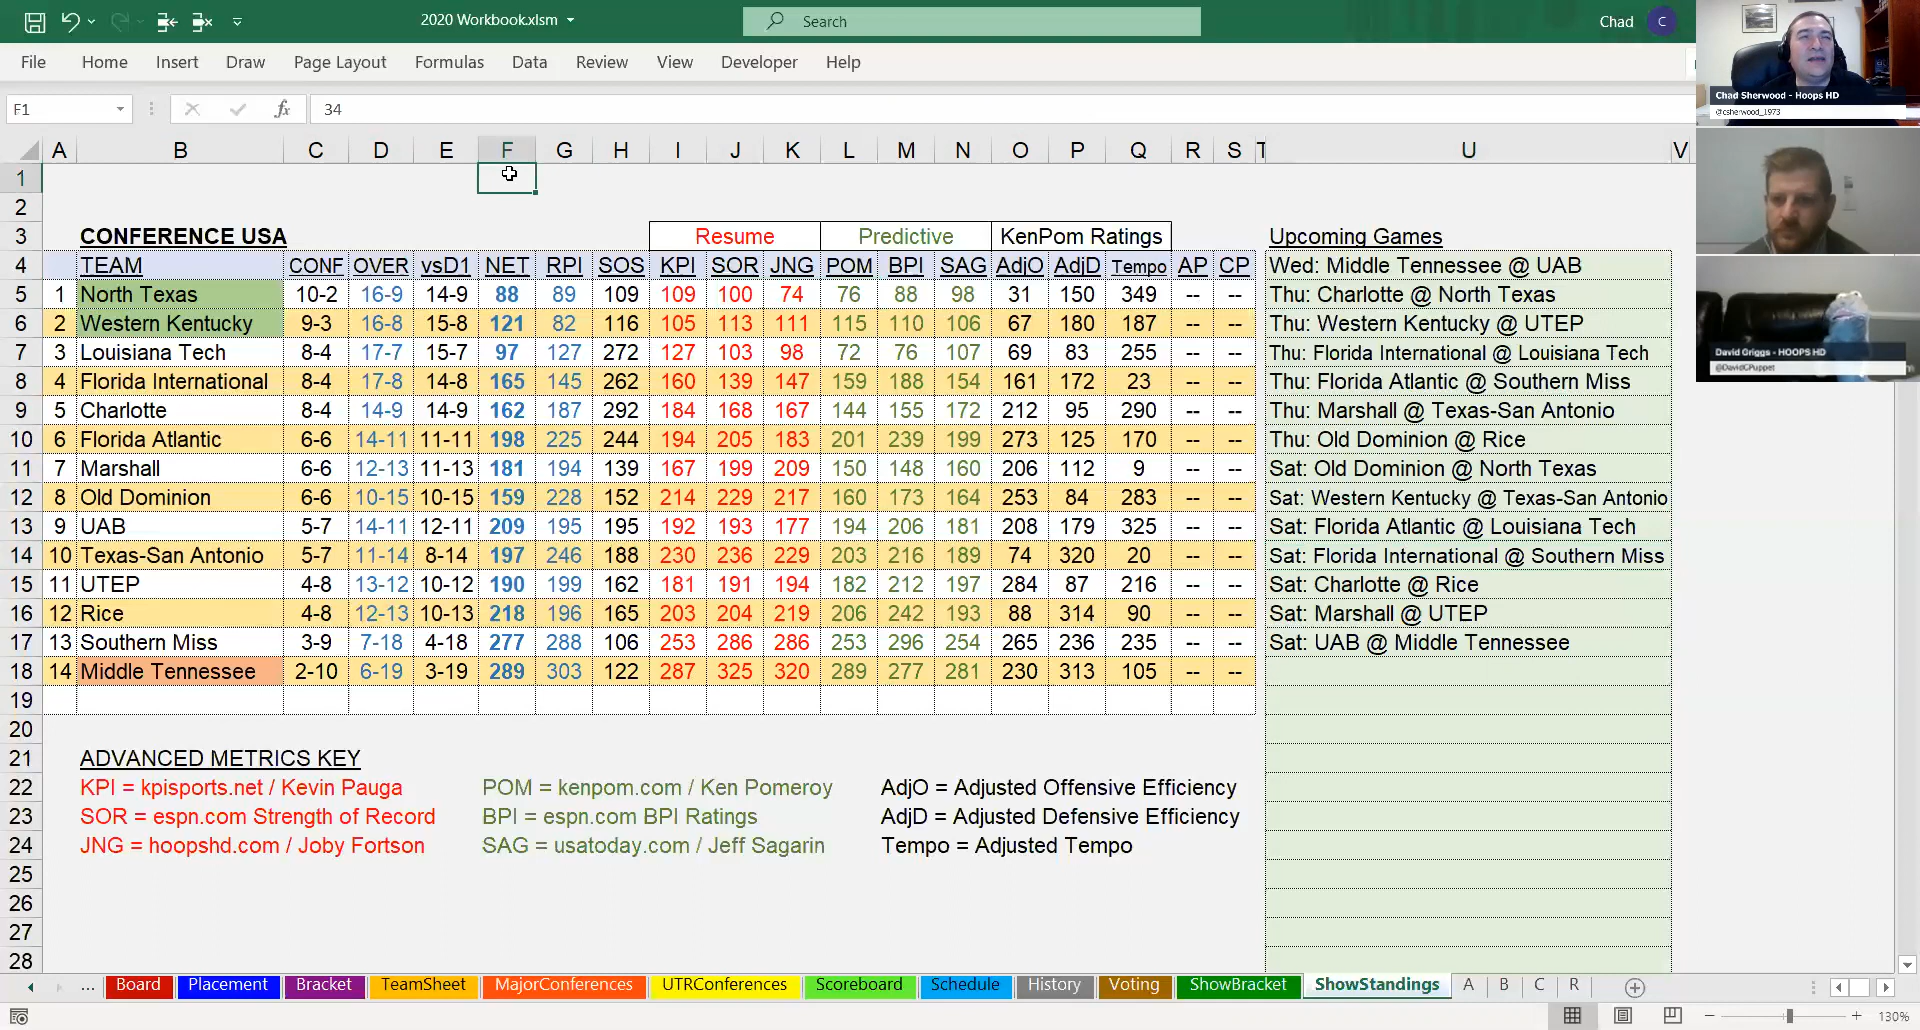 2020 Workbook.xlsm
Search
Chad
C
File Home Insert Draw Page Layout Formulas Data Review View Developer Help
F1
fx 34
A B C D E F G H I J K L M N O P Q R S T U V
1
2
3 CONFERENCE USA Resume Predictive KenPom Ratings Upcoming Games
4 TEAM CONF OVER vsD1 NET RPI SOS KPI SOR JNG POM BPI SAG AdjO AdjD Tempo AP CP Wed: Middle Tennessee @ UAB
5 1 North Texas 10-2 16-9 14-9 88 89 109 109 100 74 76 88 98 31 150 349 -- -- Thu: Charlotte @ North Texas
6 2 Western Kentucky 9-3 16-8 15-8 121 82 116 105 113 111 115 110 106 67 180 187 -- -- Thu: Western Kentucky @ UTEP
7 3 Louisiana Tech 8-4 17-7 15-7 97 127 272 127 103 98 72 76 107 69 83 255 -- -- Thu: Florida International @ Louisiana Tech
8 4 Florida International 8-4 17-8 14-8 165 145 262 160 139 147 159 188 154 161 172 23 -- -- Thu: Florida Atlantic @ Southern Miss
9 5 Charlotte 8-4 14-9 14-9 162 187 292 184 168 167 144 155 172 212 95 290 -- -- Thu: Marshall @ Texas-San Antonio
10 6 Florida Atlantic 6-6 14-11 11-11 198 225 244 194 205 183 201 239 199 273 125 170 -- -- Thu: Old Dominion @ Rice
11 7 Marshall 6-6 12-13 11-13 181 194 139 167 199 209 150 148 160 206 112 9 -- -- Sat: Old Dominion @ North Texas
12 8 Old Dominion 6-6 10-15 10-15 159 228 152 214 229 217 160 173 164 253 84 283 -- -- Sat: Western Kentucky @ Texas-San Antonio
13 9 UAB 5-7 14-11 12-11 209 195 195 192 193 177 194 206 181 208 179 325 -- -- Sat: Florida Atlantic @ Louisiana Tech
14 10 Texas-San Antonio 5-7 11-14 8-14 197 246 188 230 236 229 203 216 189 74 320 20 -- -- Sat: Florida International @ Southern Miss
15 11 UTEP 4-8 13-12 10-12 190 199 162 181 191 194 182 212 197 284 87 216 -- -- Sat: Charlotte @ Rice
16 12 Rice 4-8 12-13 10-13 218 196 165 203 204 219 206 242 193 88 314 90 -- -- Sat: Marshall @ UTEP
17 13 Southern Miss 3-9 7-18 4-18 277 288 106 253 286 286 253 296 254 265 236 235 -- -- Sat: UAB @ Middle Tennessee
18 14 Middle Tennessee 2-10 6-19 3-19 289 303 122 287 325 320 289 277 281 230 313 105 -- --
19
20
21 ADVANCED METRICS KEY
22 KPI = kpisports.net / Kevin Pauga POM = kenpom.com / Ken Pomeroy AdjO = Adjusted Offensive Efficiency
23 SOR = espn.com Strength of Record BPI = espn.com BPI Ratings AdjD = Adjusted Defensive Efficiency
24 JNG = hoopshd.com / Joby Fortson SAG = usatoday.com / Jeff Sagarin Tempo = Adjusted Tempo
25
26
27
28
... Board Placement Bracket TeamSheet MajorConferences UTRConferences Scoreboard Schedule History Voting ShowBracket ShowStandings A B C R
130%
Chad Sherwood - Hoops HD
@csherwood_1973
David Griggs - HOOPS HD
@DavidGPuppet